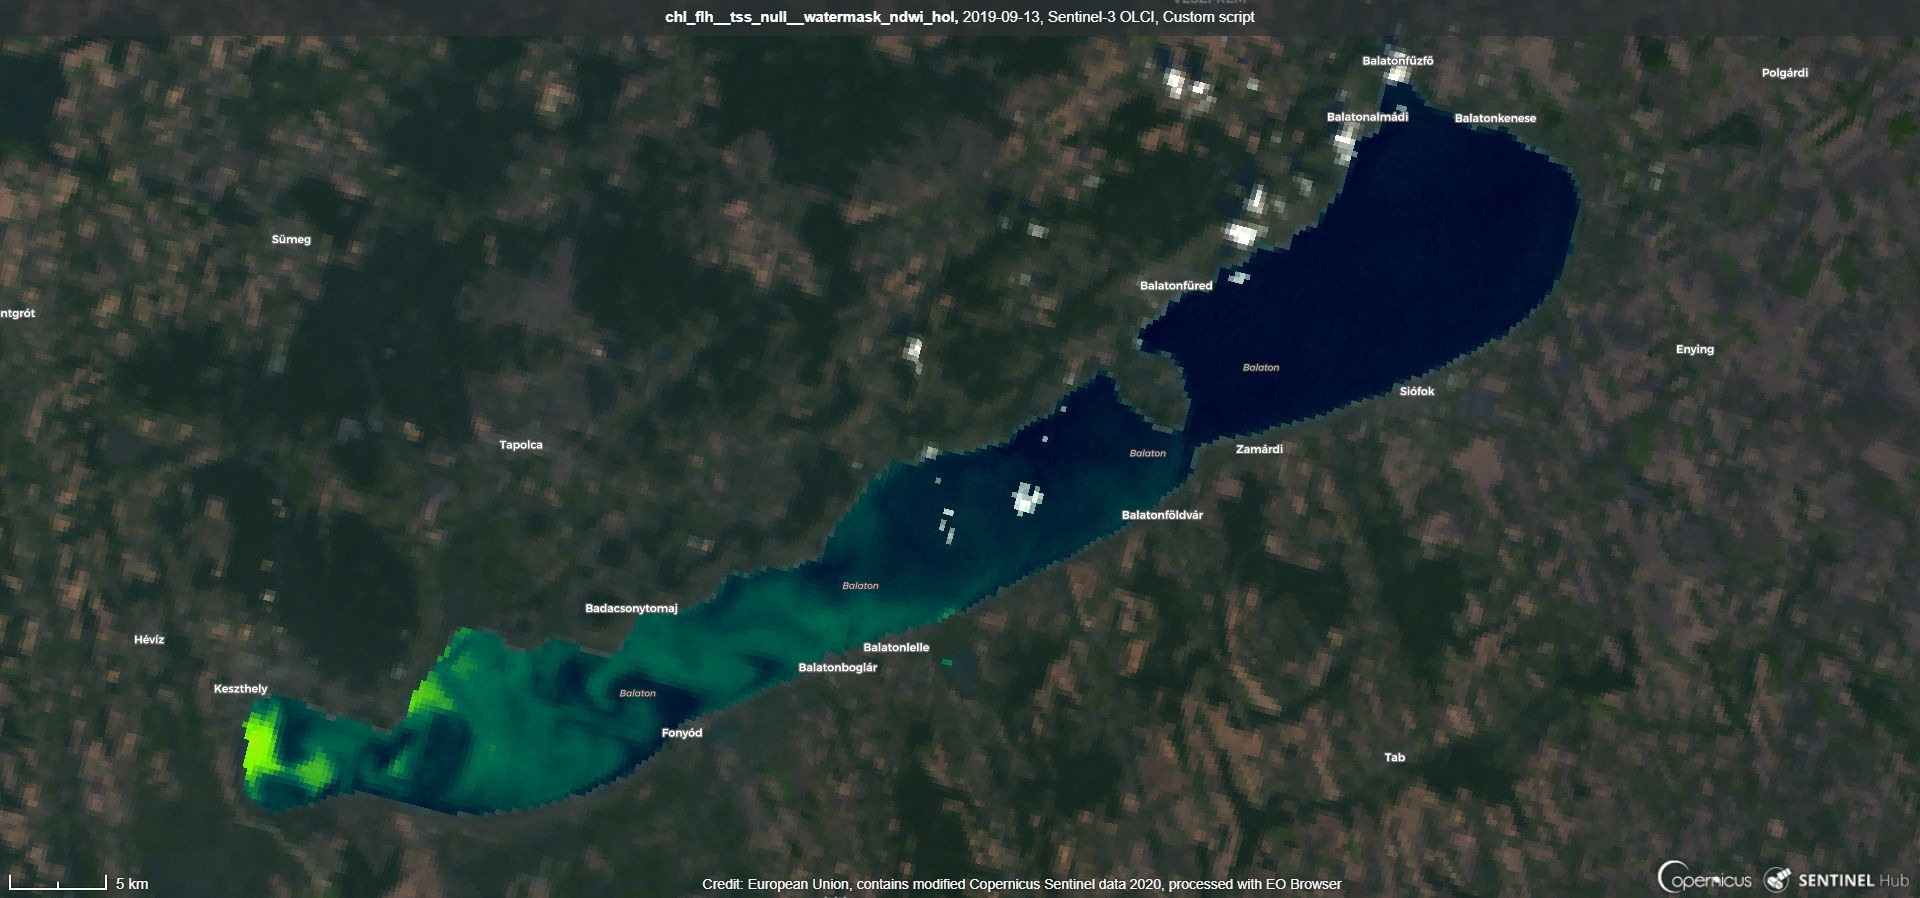 chl_flh__tss_null__watermask_ndwi_hol, 2019-09-13, Sentinel-3 OLCI, Custom script
Balatonfűzfő
Polgárdi
Balatonalmádi
Balatonkenese
Sümeg
Balatonfüred
ntgrót
Enying
Balaton
Siófok
Tapolca
Balaton
Zamárdi
Balatonföldvár
Balaton
Badacsonytomaj
Hévíz
Balatonlelle
Balatonboglár
Keszthely
Balaton
Fonyód
Tab
5 km
Credit: European Union, contains modified Copernicus Sentinel data 2020, processed with EO Browser
opernicus
SENTINEL Hub